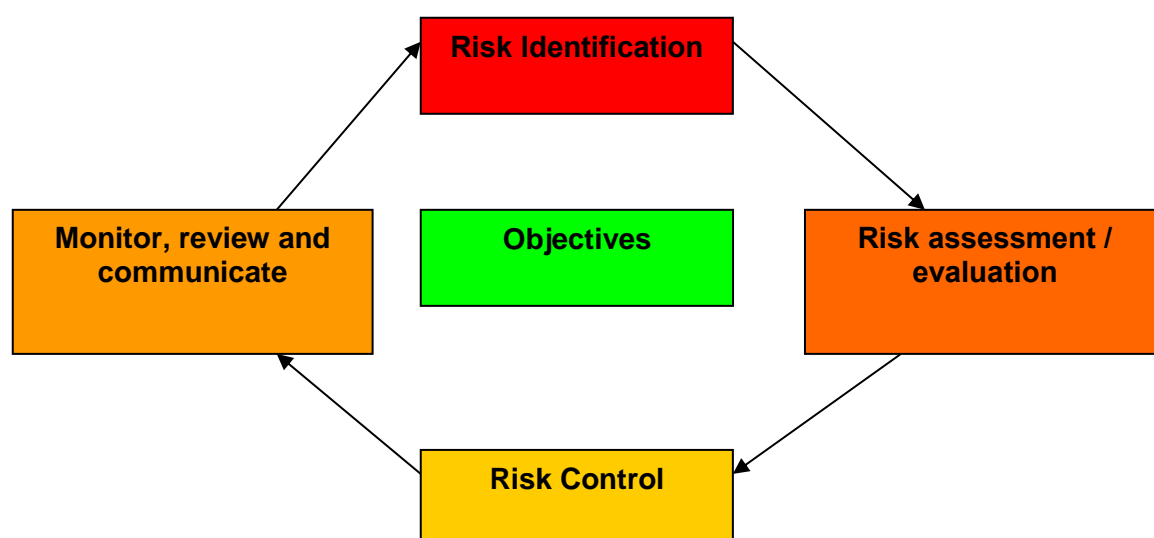 Risk Identification
Monitor, review and
communicate
Objectives
Risk assessment /
evaluation
Risk Control